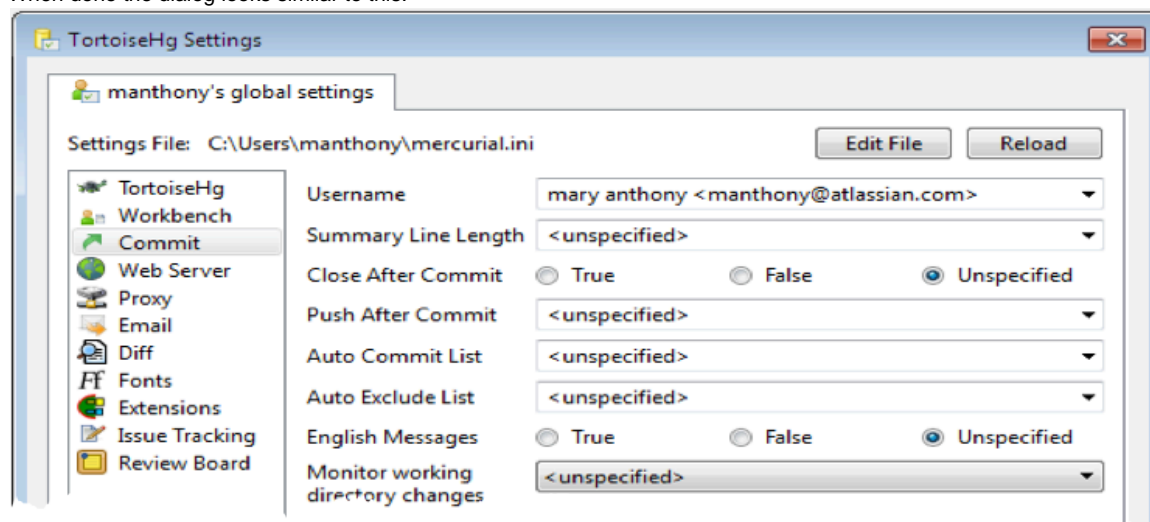 When done the dialog looks similar to this:
TortoiseHg Settings
manthony's global settings
Settings File: C:\Users\manthony\mercurial.ini
Edit File
Reload
TortoiseHg
Workbench
Commit
Web Server
Proxy
Email
Diff
Ff Fonts
Extensions
Issue Tracking
Review Board
Username mary anthony <manthony@atlassian.com>
Summary Line Length <unspecified>
Close After Commit True False Unspecified
Push After Commit <unspecified>
Auto Commit List <unspecified>
Auto Exclude List <unspecified>
English Messages True False Unspecified
Monitor working
directory changes
<unspecified>